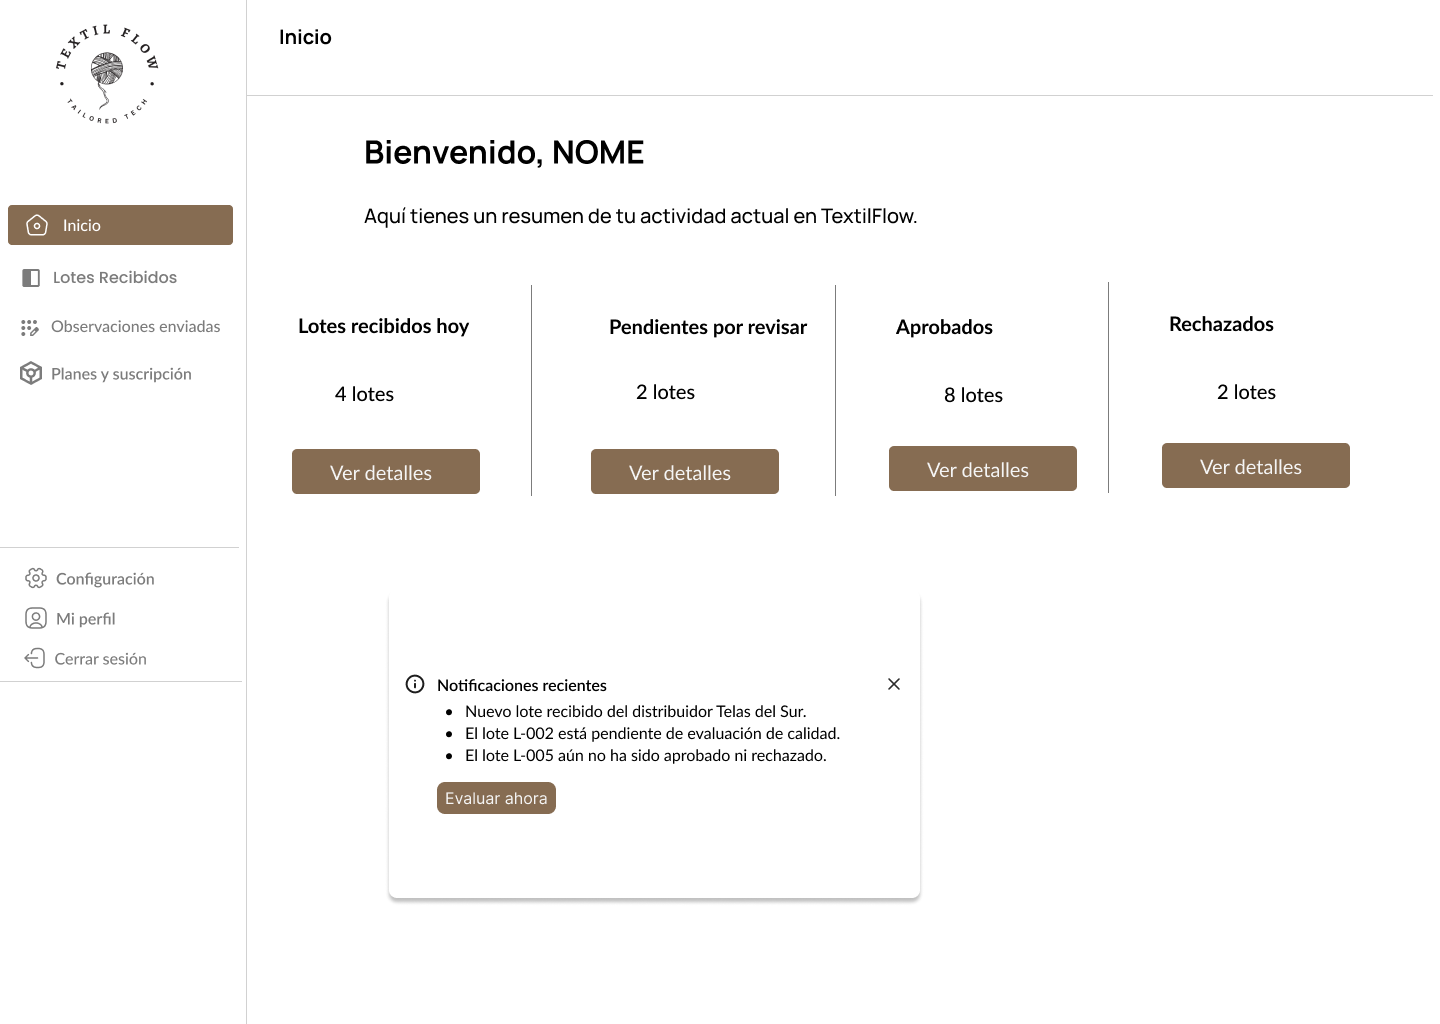 TEXTIL FLOW
TAILORED TECH
Inicio
Lotes Recibidos
Observaciones enviadas
Planes y suscripción
Configuración
Mi perfil
Cerrar sesión
Inicio
Bienvenido, NOME
Aquí tienes un resumen de tu actividad actual en TextilFlow.
Lotes recibidos hoy
4 lotes
Ver detalles
Pendientes por revisar
2 lotes
Ver detalles
Aprobados
8 lotes
Ver detalles
Rechazados
2 lotes
Ver detalles
Notificaciones recientes
• Nuevo lote recibido del distribuidor Telas del Sur.
• El lote L-002 está pendiente de evaluación de calidad.
• El lote L-005 aún no ha sido aprobado ni rechazado.
Evaluar ahora